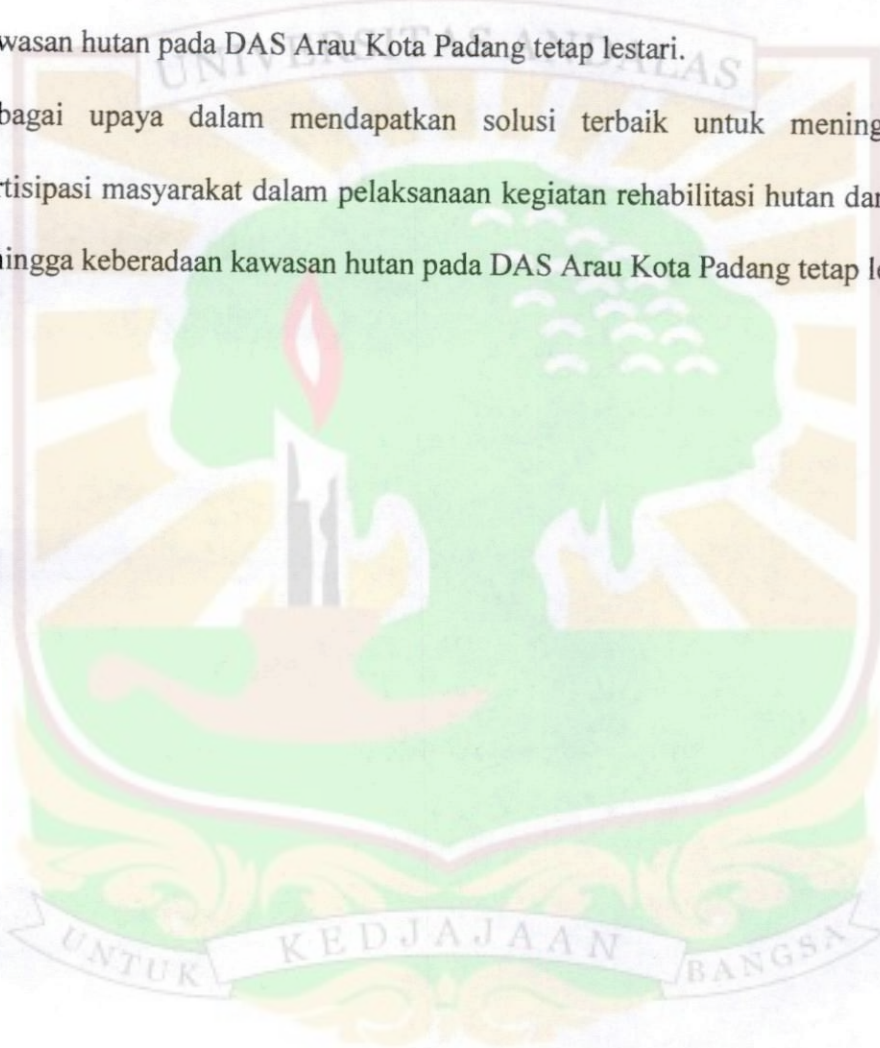 wasan hutan pada DAS Arau Kota Padang tetap lestari.
UNIVERSITAS ANDALAS
bagai upaya dalam mendapatkan solusi terbaik untuk mening
rtisipasi masyarakat dalam pelaksanaan kegiatan rehabilitasi hutan dan
ingga keberadaan kawasan hutan pada DAS Arau Kota Padang tetap le
UNTUK KEDJAJAAN BANGSA